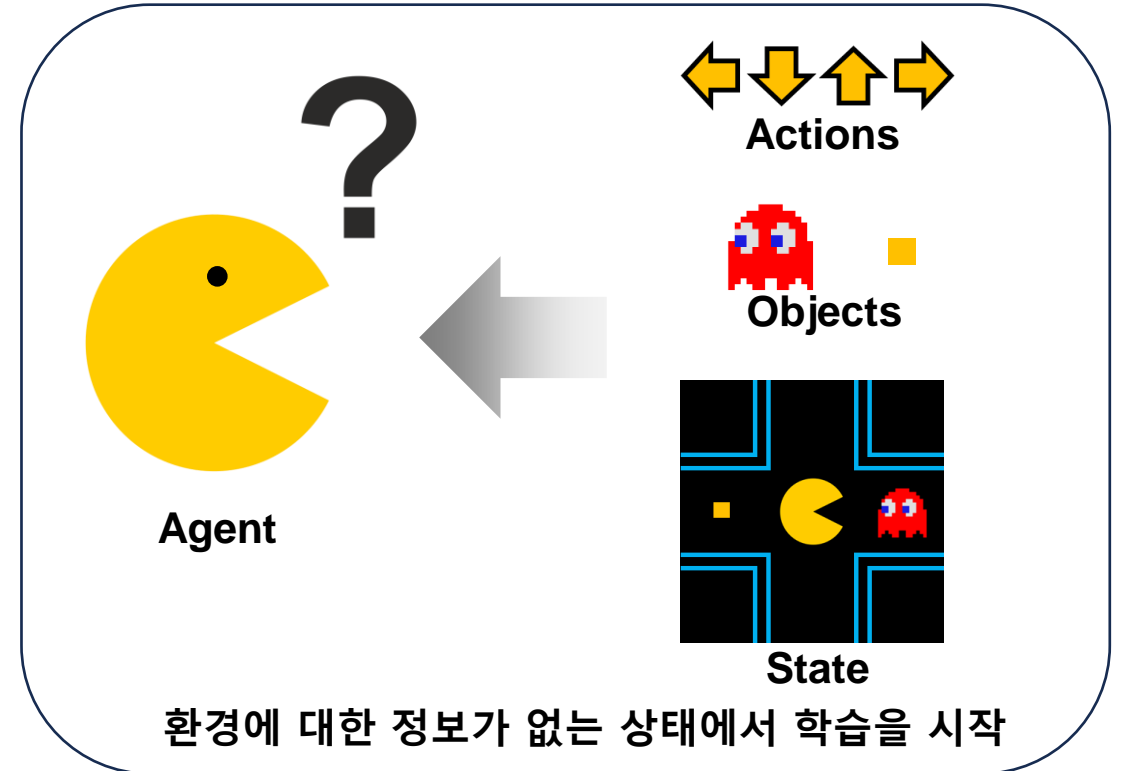 ?
Actions
Objects
Agent
State
환경에 대한 정보가 없는 상태에서 학습을 시작